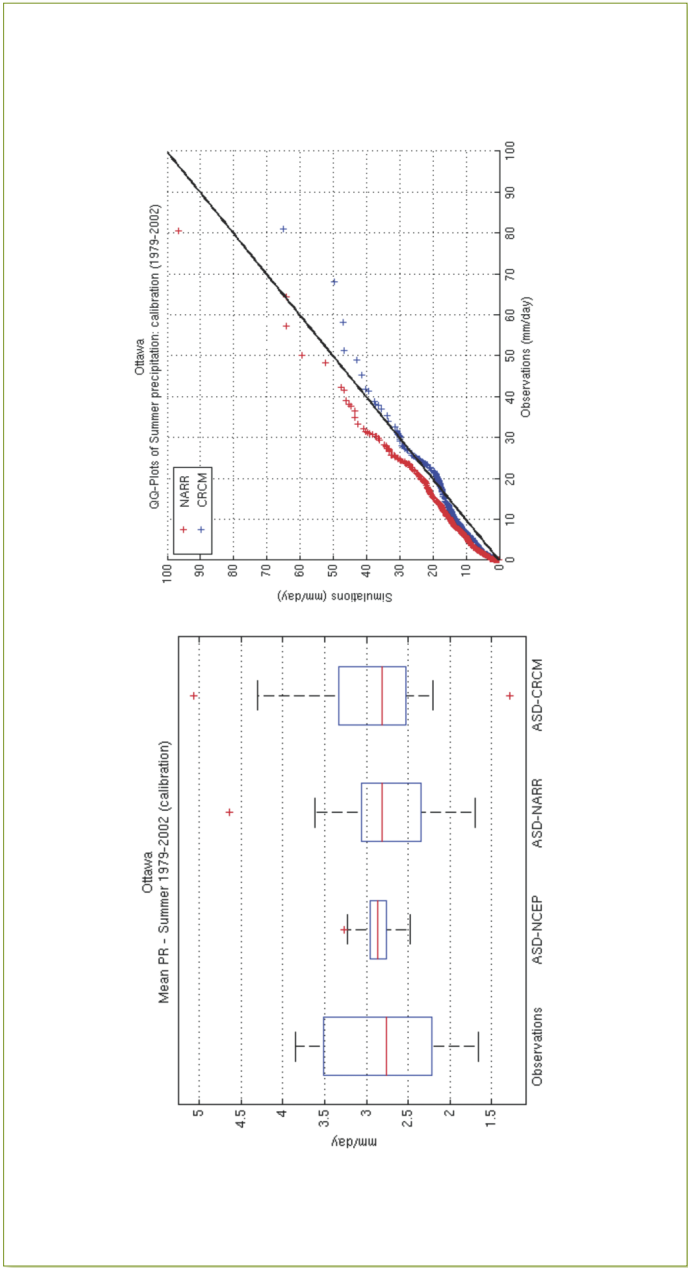 Ottawa
Mean PR - Summer 1979-2002 (calibration)
5
4.5
4
3.5
3
2.5
2
1.5
mm/day
Observations
ASD-NCEP
ASD-NARR
ASD-CRCM
Ottawa
QQ-Plots of Summer precipitation: calibration (1979-2002)
NARR
CRCM
100
90
80
70
60
50
40
30
20
10
0
Simulations (mm/day)
0 10 20 30 40 50 60 70 80 90 100
Observations (mm/day)